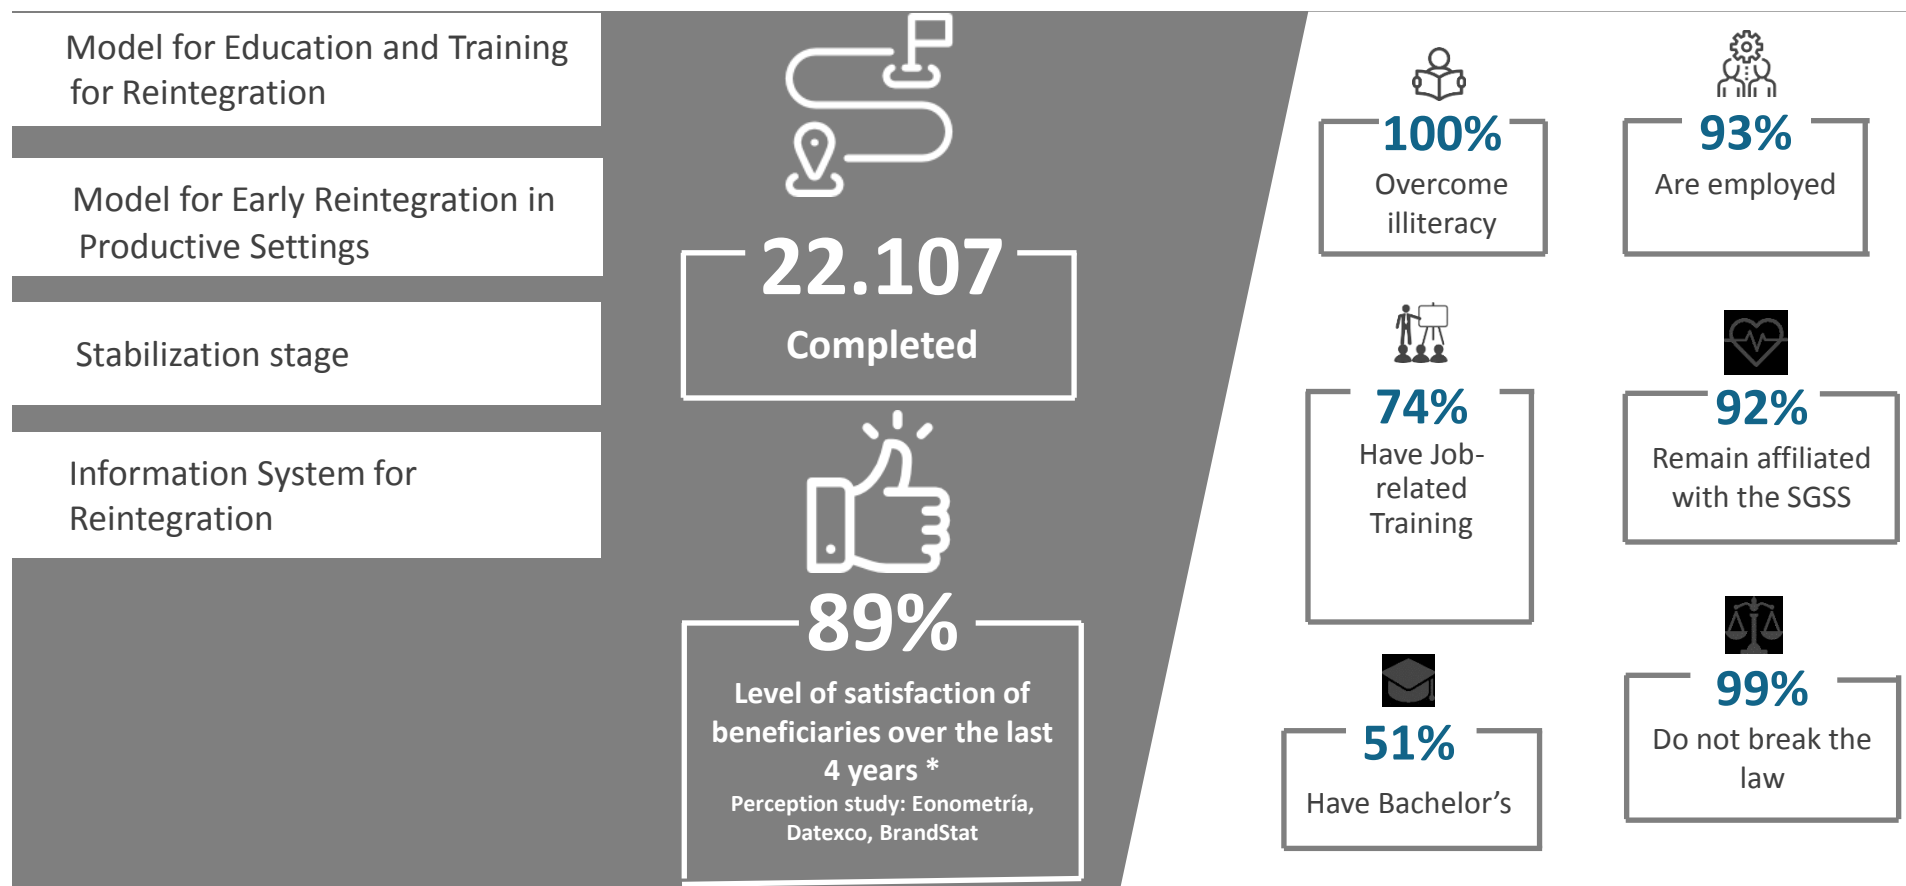 Model for Education and Training
for Reintegration
Model for Early Reintegration in
Productive Settings
Stabilization stage
Information System for
Reintegration
22.107
Completed
89%
Level of satisfaction of
beneficiaries over the last
4 years *
Perception study: Eonometría,
Datexco, BrandStat
100%
Overcome
illiteracy
93%
Are employed
74%
Have Job-
related
Training
92%
Remain affiliated
with the SGSS
51%
Have Bachelor’s
99%
Do not break the
law